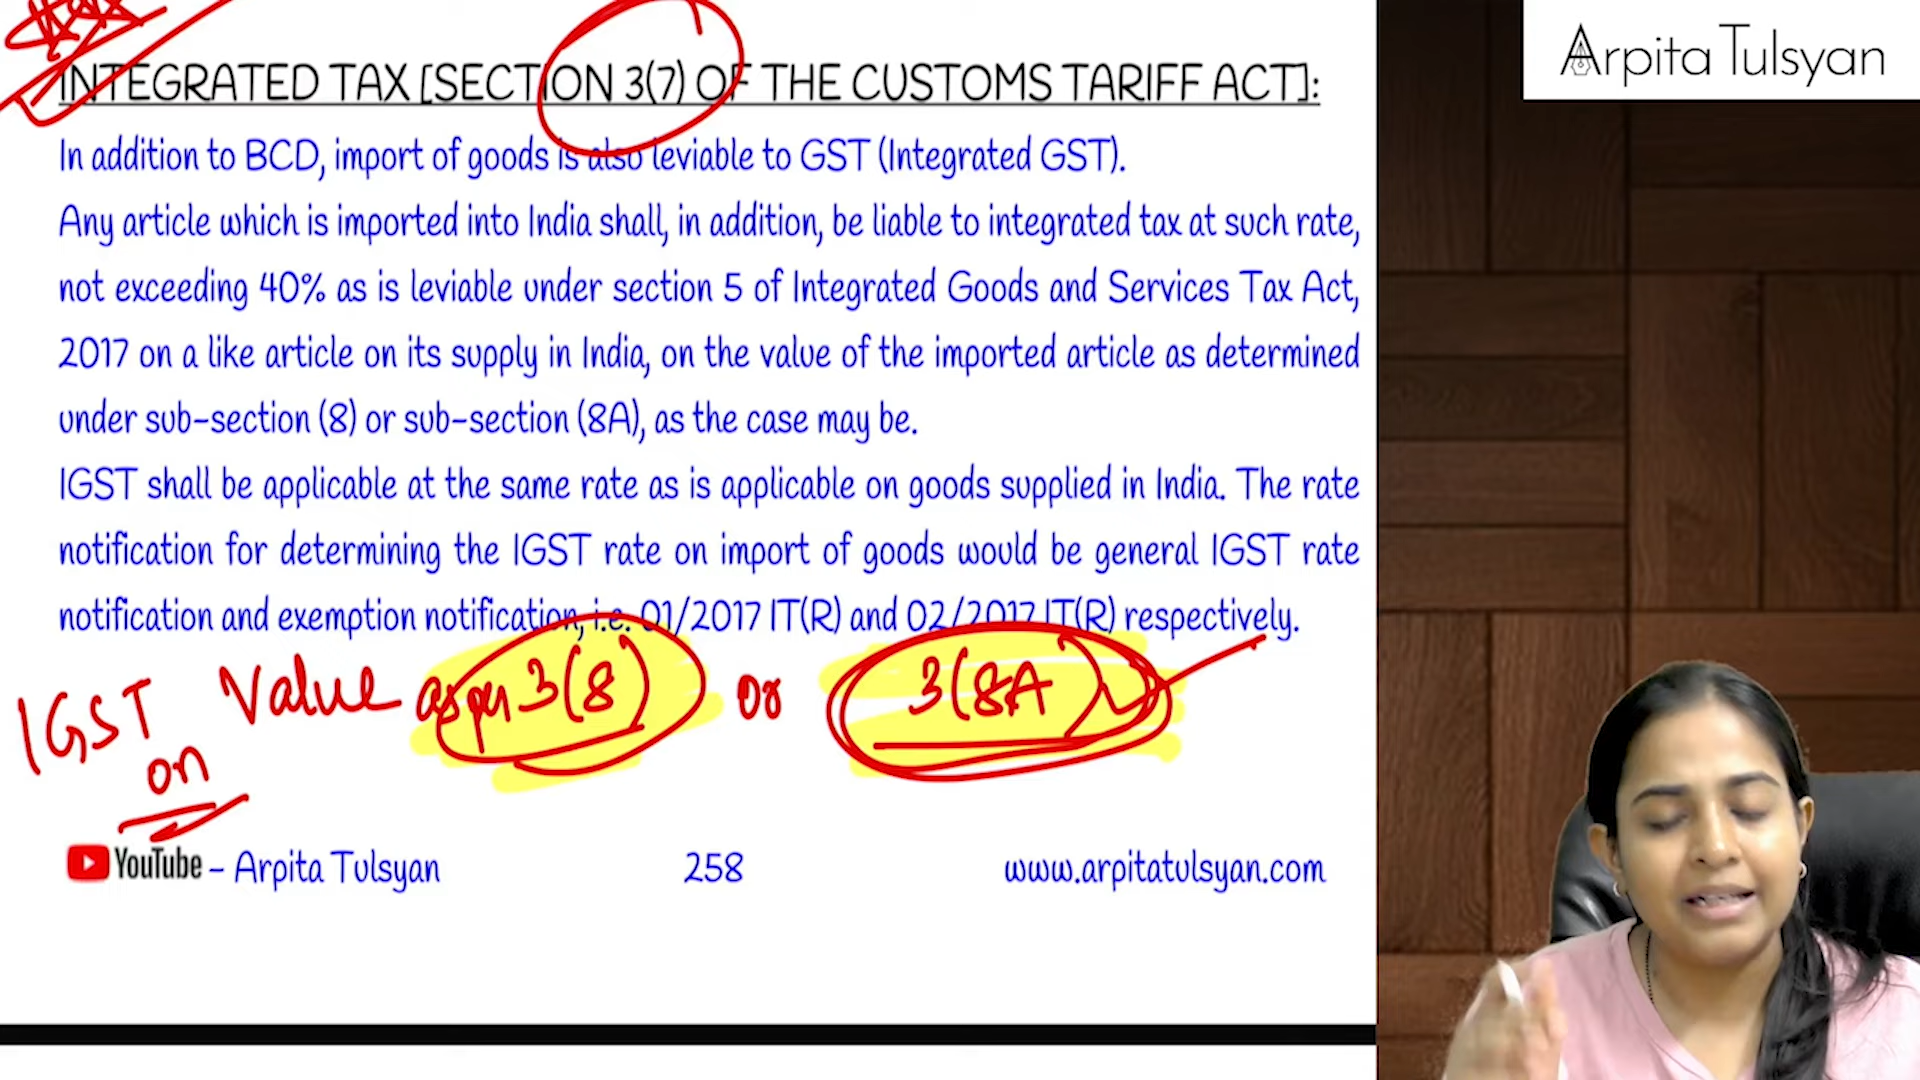 Arpita Tulsyan
INTEGRATED TAX [SECTION 3(7) OF THE CUSTOMS TARIFF ACT]:
In addition to BCD, import of goods is also leviable to GST (Integrated GST).
Any article which is imported into India shall, in addition, be liable to integrated tax at such rate,
not exceeding 40% as is leviable under section 5 of Integrated Goods and Services Tax Act,
2017 on a like article on its supply in India, on the value of the imported article as determined
under sub-section (8) or sub-section (8A), as the case may be.
IGST shall be applicable at the same rate as is applicable on goods supplied in India. The rate
notification for determining the IGST rate on import of goods would be general IGST rate
notification and exemption notification, i.e. 01/2017 IT(R) and 02/2017 IT(R) respectively.
IGST Value as per 3(8) or 3(8A)
on
YouTube – Arpita Tulsyan 258 www.arpitatulsyan.com